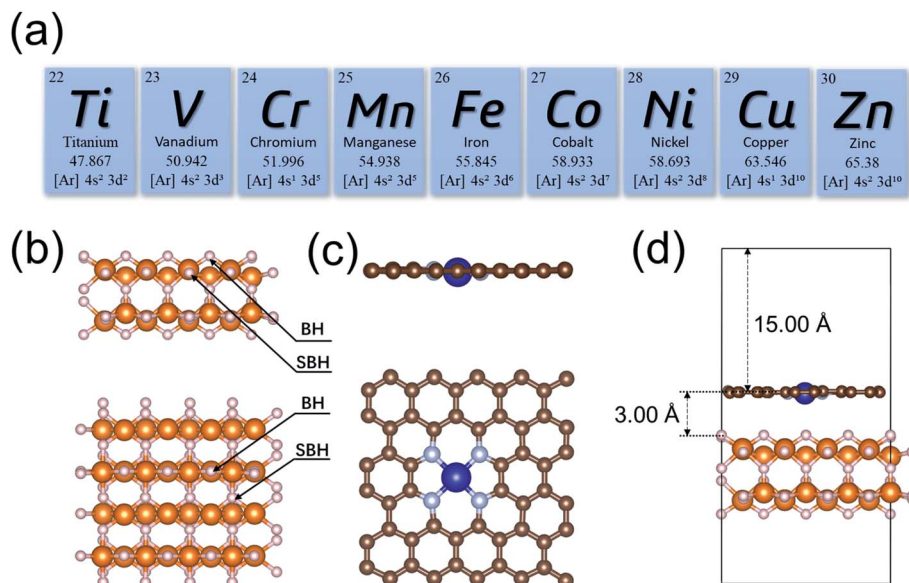 (a)
22 23 24 25 26 27 28 29 30
Ti V Cr Mn Fe Co Ni Cu Zn
Titanium Vanadium Chromium Manganese Iron Cobalt Nickel Copper Zinc
47.867 50.942 51.996 54.938 55.845 58.933 58.693 63.546 65.38
[Ar] 4s² 3d² [Ar] 4s² 3d³ [Ar] 4s¹ 3d⁵ [Ar] 4s² 3d⁵ [Ar] 4s² 3d⁶ [Ar] 4s² 3d⁷ [Ar] 4s² 3d⁸ [Ar] 4s¹ 3d¹⁰ [Ar] 4s² 3d¹⁰
(b)
BH
SBH
BH
SBH
(c)
(d)
15.00 Å
3.00 Å